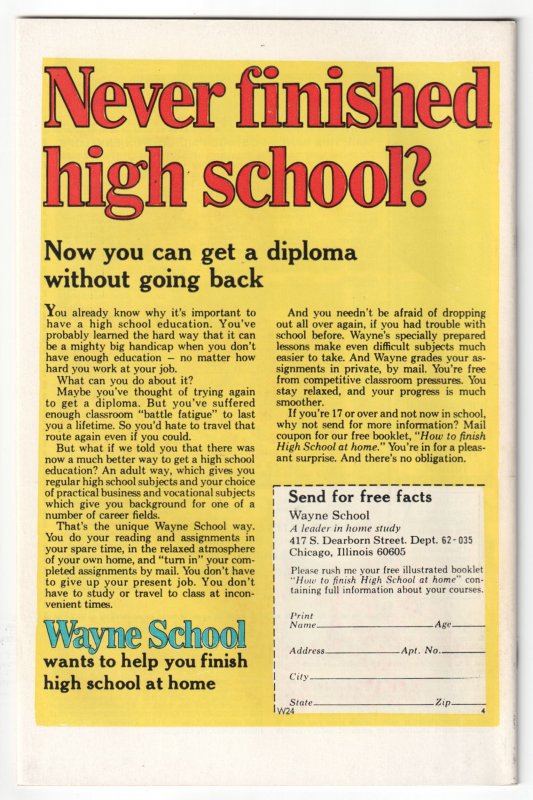 Never finished
high school?
Now you can get a diploma
without going back
You already know why it's important to
have a high school education. You've
probably learned the hard way that it can
be a mighty big handicap when you don't
have enough education – no matter how
hard you work at your job.
What can you do about it?
Maybe you've thought of trying again
to get a diploma. But you've suffered
enough classroom "battle fatigue" to last
you a lifetime. So you'd hate to travel that
route again even if you could.
But what if we told you that there was
now a much better way to get a high school
education? An adult way, which gives you
regular high school subjects and your choice
of practical business and vocational subjects
which give you background for one of a
number of career fields.
That's the unique Wayne School way.
You do your reading and assignments in
your spare time, in the relaxed atmosphere
of your own home, and "turn in" your com-
pleted assignments by mail. You don't have
to give up your present job. You don't
have to study or travel to class at incon-
venient times.
Wayne School
wants to help you finish
high school at home
And you needn't be afraid of dropping
out all over again, if you had trouble with
school before. Wayne's specially prepared
lessons make even difficult subjects much
easier to take. And Wayne grades your as-
signments in private, by mail. You're free
from competitive classroom pressures. You
stay relaxed, and your progress is much
smoother.
If you're 17 or over and not now in school,
why not send for more information? Mail
coupon for our free booklet, "How to finish
High School at home." You're in for a pleas-
ant surprise. And there's no obligation.
Send for free facts
Wayne School
A leader in home study
417 S. Dearborn Street. Dept. 62-035
Chicago, Illinois 60605
Please rush me your free illustrated booklet
"How to finish High School at home" con-
taining full information about your courses.
Print
Name Age
Address Apt. No.
City
State Zip
W24 4